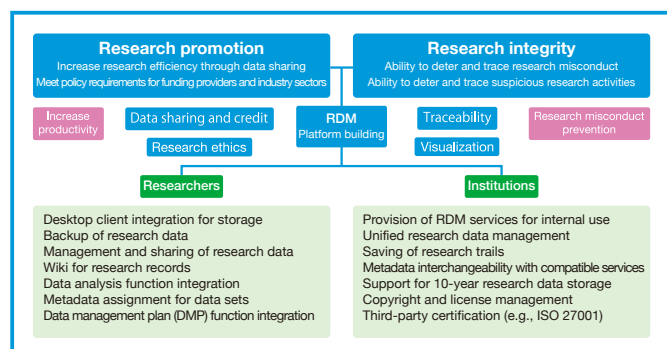 Research promotion
Increase research efficiency through data sharing
Meet policy requirements for funding providers and industry sectors
Research integrity
Ability to deter and trace research misconduct
Ability to deter and trace suspicious research activities
Increase
productivity
Data sharing and credit
Research ethics
RDM
Platform building
Traceability
Visualization
Research misconduct
prevention
Researchers
Desktop client integration for storage
Backup of research data
Management and sharing of research data
Wiki for research records
Data analysis function integration
Metadata assignment for data sets
Data management plan (DMP) function integration
Institutions
Provision of RDM services for internal use
Unified research data management
Saving of research trails
Metadata interchangeability with compatible services
Support for 10-year research data storage
Copyright and license management
Third-party certification (e.g., ISO 27001)